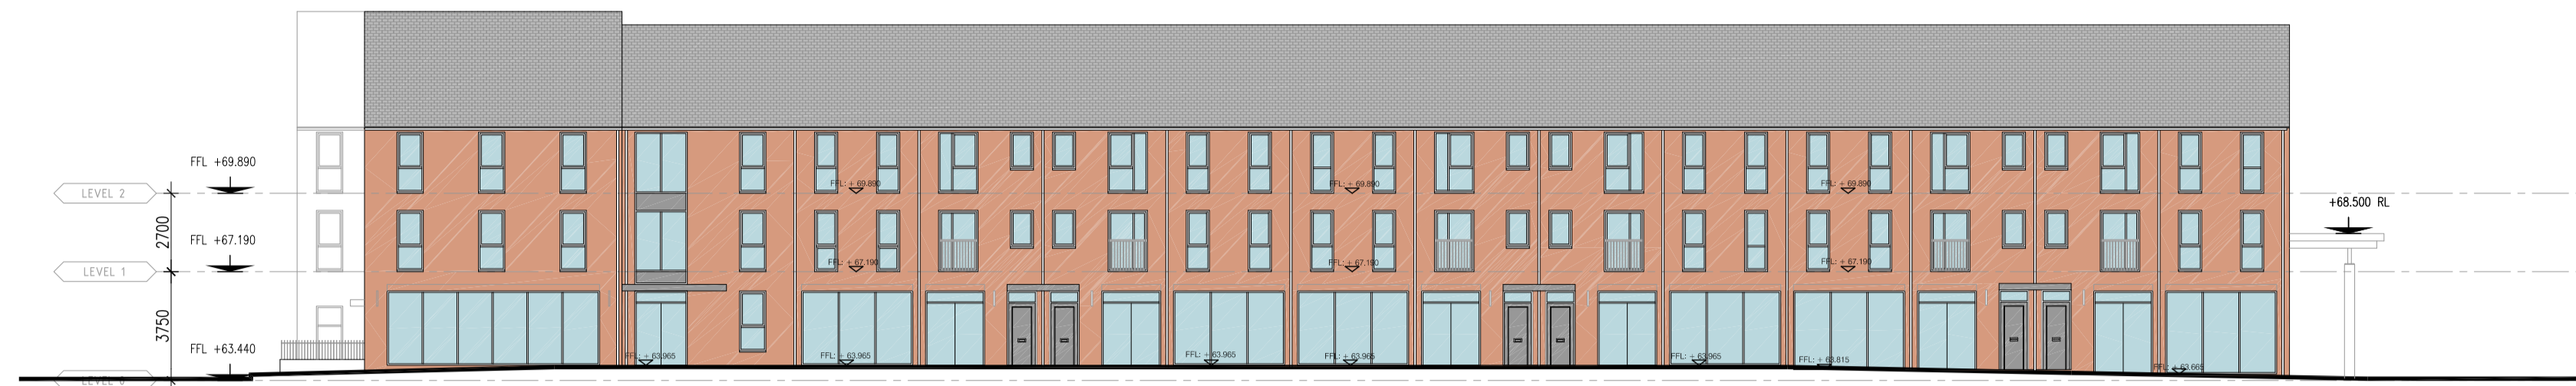 FFL +69.890
LEVEL 2
FFL: + 69.890
FFL: + 69.890
FFL: + 69.890
+68.500 RL
2700
FFL +67.190
LEVEL 1
FFL: + 67.190
FFL: + 67.190
FFL: + 67.190
3750
FFL +63.440
FFL: + 63.965
FFL: + 63.965
FFL: + 63.965
FFL: + 63.965
FFL: + 63.965
FFL: + 63.815
FFL: + 63.665
LEVEL 0